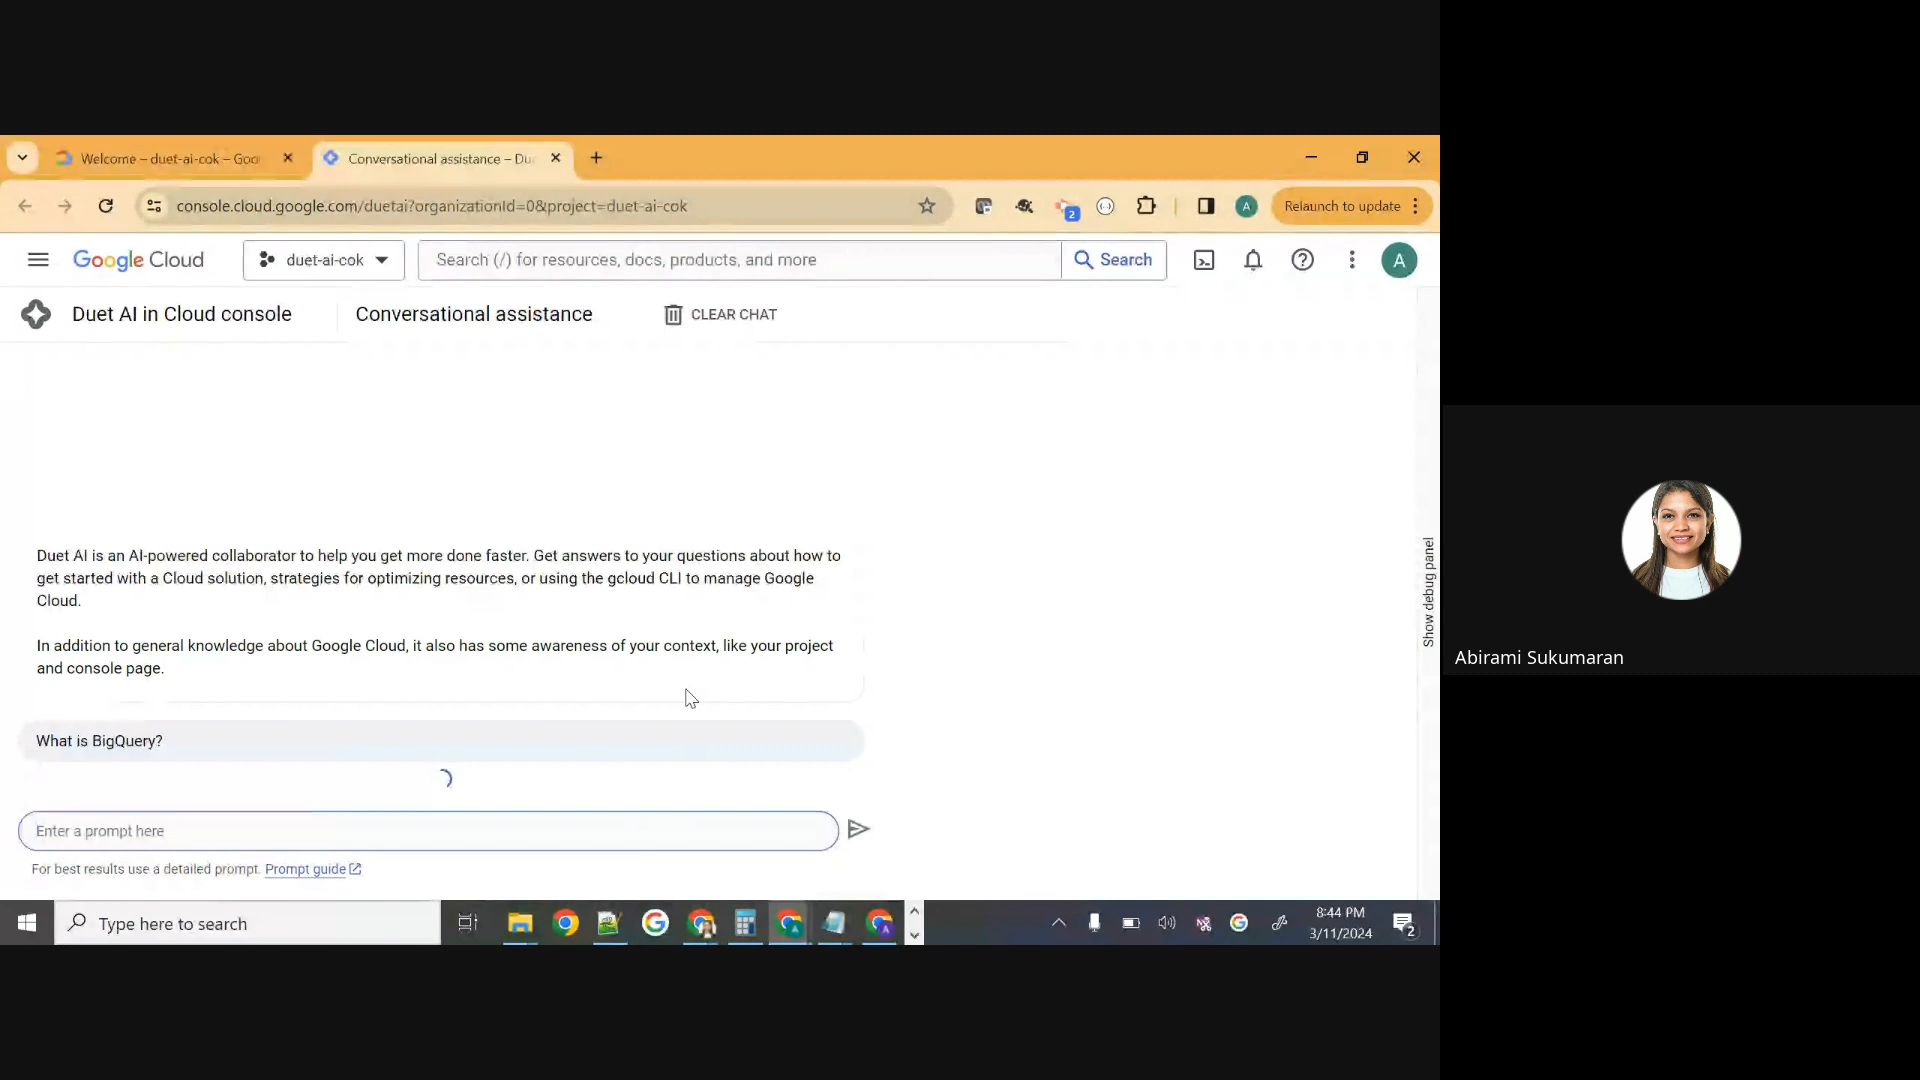 Welcome – duet-ai-cok – Goo
Conversational assistance – Du
console.cloud.google.com/duetai?organizationId=0&project=duet-ai-cok
2
A
Relaunch to update
Google Cloud
duet-ai-cok
Search (/) for resources, docs, products, and more
Search
A
Duet AI in Cloud console
Conversational assistance
CLEAR CHAT
Duet AI is an AI-powered collaborator to help you get more done faster. Get answers to your questions about how to
get started with a Cloud solution, strategies for optimizing resources, or using the gcloud CLI to manage Google
Cloud.
In addition to general knowledge about Google Cloud, it also has some awareness of your context, like your project
and console page.
What is BigQuery?
Enter a prompt here
For best results use a detailed prompt. Prompt guide
Show debug panel
Abirami Sukumaran
Type here to search
8:44 PM
3/11/2024
2